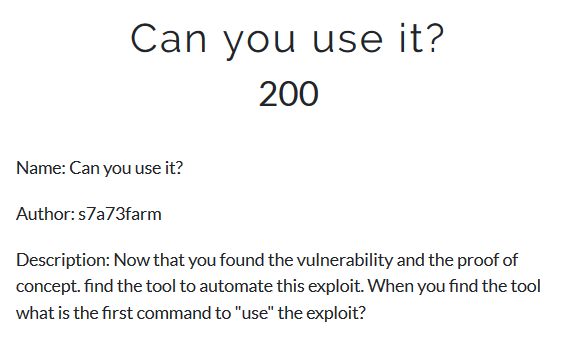 Can you use it?
200
Name: Can you use it?
Author: s7a73farm
Description: Now that you found the vulnerability and the proof of
concept. find the tool to automate this exploit. When you find the tool
what is the first command to "use" the exploit?